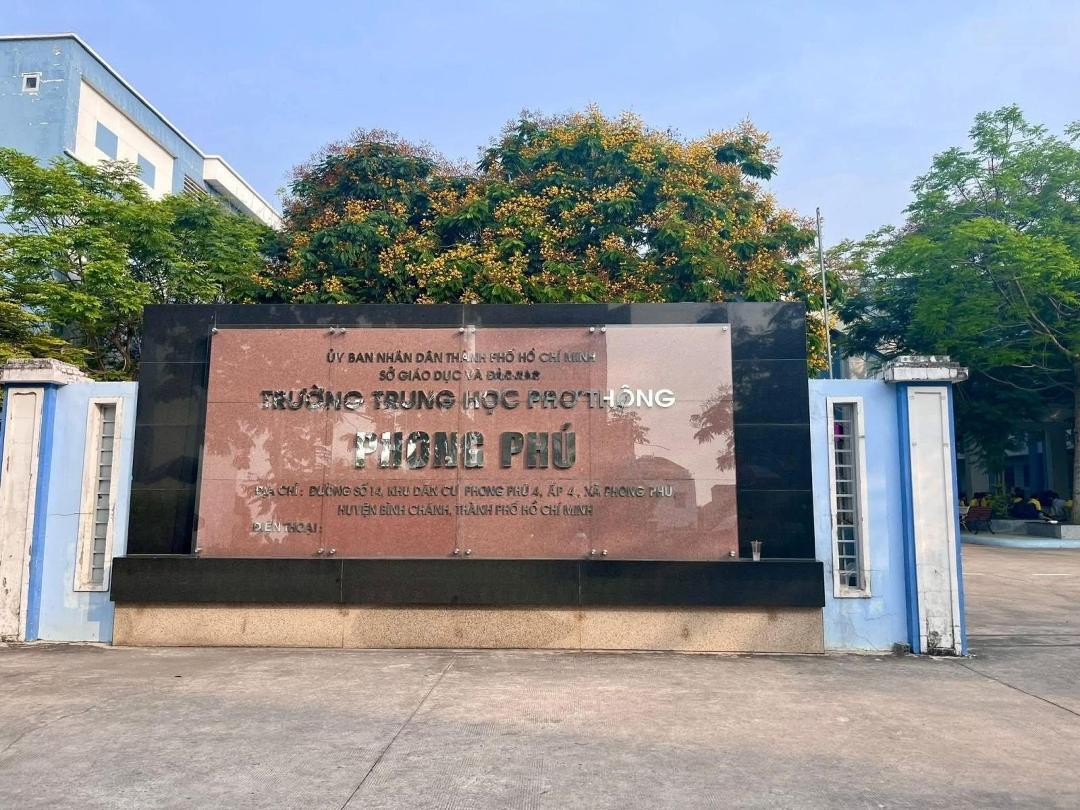 ỦY BAN NHÂN DÂN THÀNH PHỐ HỒ CHÍ MINH
SỞ GIÁO DỤC VÀ ĐÀO TẠO
TRƯỜNG TRUNG HỌC PHỔ THÔNG
PHONG PHÚ
ĐỊA CHỈ : ĐƯỜNG SỐ 14, KHU DÂN CƯ PHONG PHÚ 4, ẤP 4 , XÃ PHONG PHÚ
HUYỆN BÌNH CHÁNH, THÀNH PHỐ HỒ CHÍ MINH
ĐIỆN THOẠI :